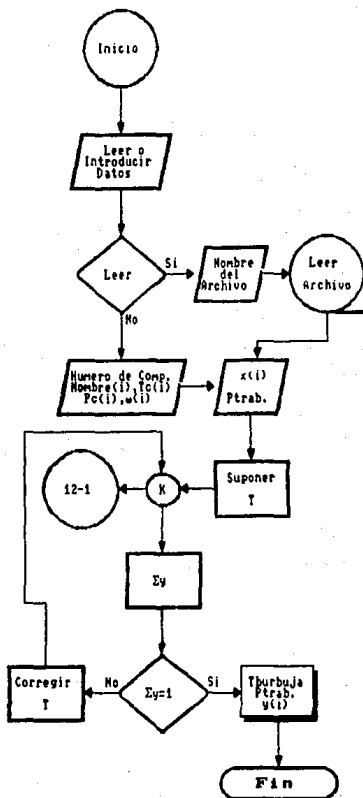 Inicio
Leer o
Introducir
Datos
Leer
Si
Nombre
del
Archivo
Leer
Archivo
No
Numero de Comp.
Nombre(i),Tc(i)
Pc(i),ω(i)
x(i)
Ptrab.
Suponer
T
K
12-1
Σy
Σy=1
No
Corregir
T
Si
Tburbuja
Ptrab.
y(i)
Fin